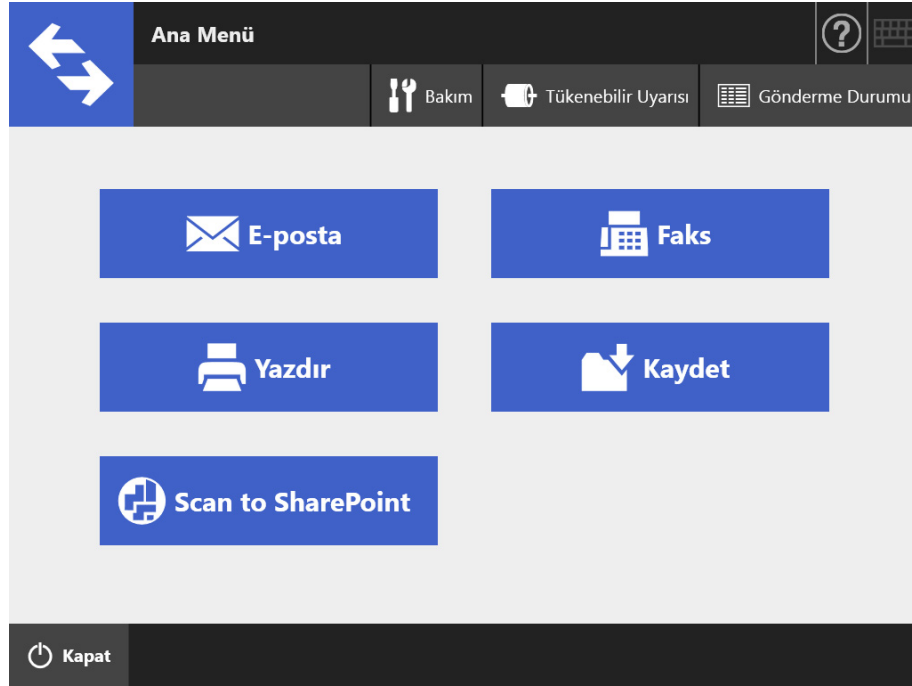 Ana Menü
?
Bakım
Tükenebilir Uyarısı
Gönderme Durumu
E-posta
Faks
Yazdır
Kaydet
Scan to SharePoint
Kapat